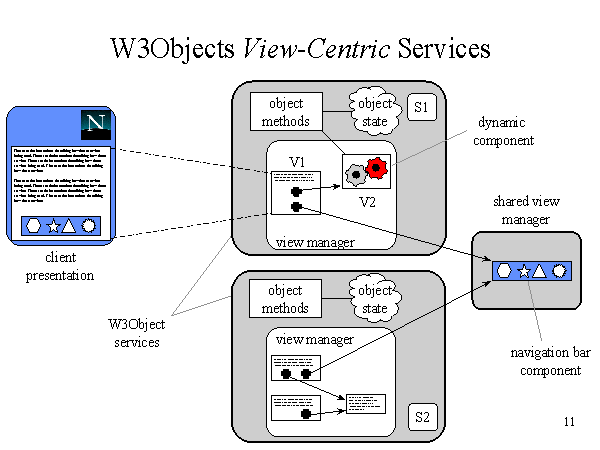 W3Objects View-Centric Services
N
client
presentation
object
methods
object
state
S1
V1
V2
view manager
dynamic
component
shared view
manager
W3Object
services
object
methods
object
state
view manager
S2
navigation bar
component
11